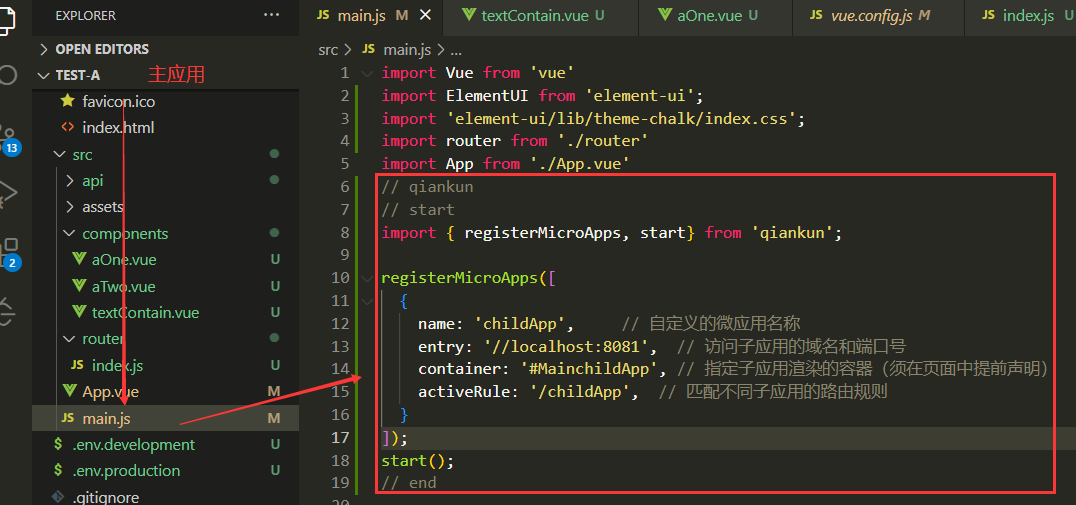 EXPLORER ···
OPEN EDITORS
TEST-A 主应用
favicon.ico
index.html
src
api
assets
components
aOne.vue U
aTwo.vue U
textContain.vue U
router
JS index.js U
App.vue M
JS main.js M
$ .env.development U
$ .env.production U
.gitignore
13
2
JS main.js M ×
textContain.vue U
aOne.vue U
JS vue.config.js M
JS index.js U
src > JS main.js > ...
1 import Vue from 'vue'
2 import ElementUI from 'element-ui';
3 import 'element-ui/lib/theme-chalk/index.css';
4 import router from './router'
5 import App from './App.vue'
6 // qiankun
7 // start
8 import { registerMicroApps, start} from 'qiankun';
9
10 registerMicroApps([
11 {
12 name: 'childApp', // 自定义的微应用名称
13 entry: '//localhost:8081', // 访问子应用的域名和端口号
14 container: '#MainchildApp', // 指定子应用渲染的容器（须在页面中提前声明）
15 activeRule: '/childApp', // 匹配不同子应用的路由规则
16 }
17 ]);
18 start();
19 // end
20